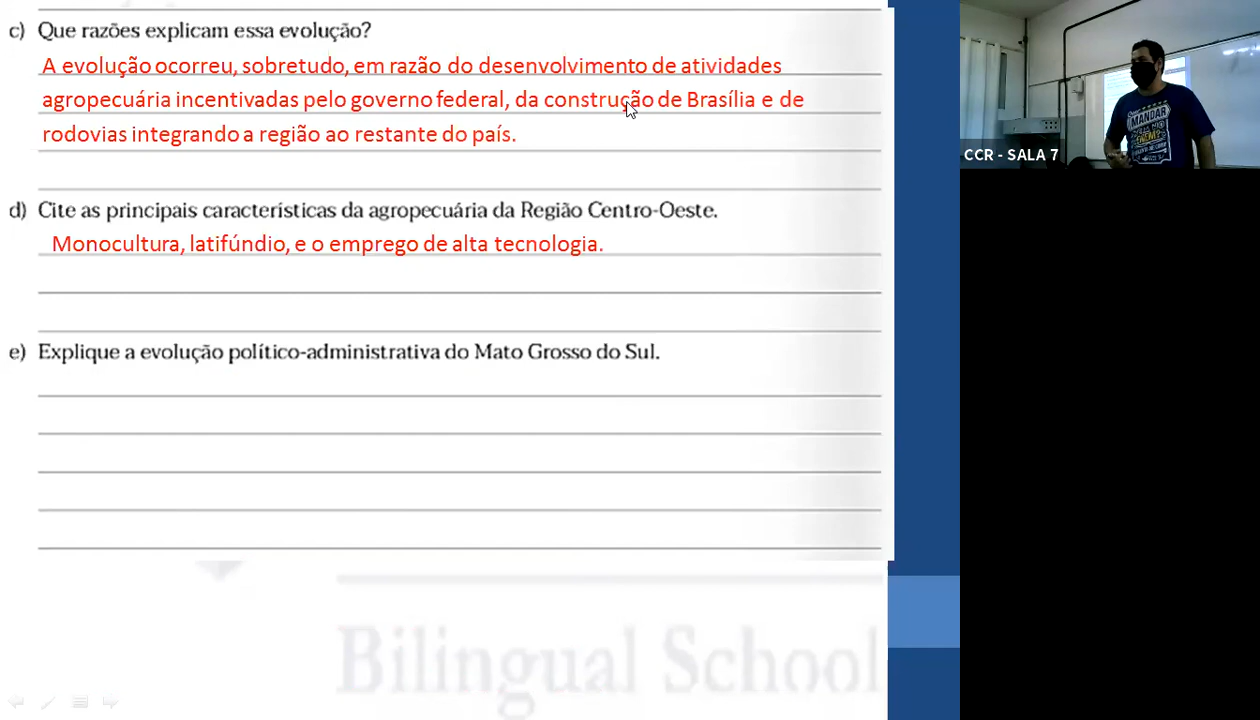 c) Que razões explicam essa evolução?
A evolução ocorreu, sobretudo, em razão do desenvolvimento de atividades
agropecuária incentivadas pelo governo federal, da construção de Brasília e de
rodovias integrando a região ao restante do país.
d) Cite as principais características da agropecuária da Região Centro-Oeste.
Monocultura, latifúndio, e o emprego de alta tecnologia.
e) Explique a evolução político-administrativa do Mato Grosso do Sul.
Bilingual School
CCR - SALA 7
MANDAR
ENEM?